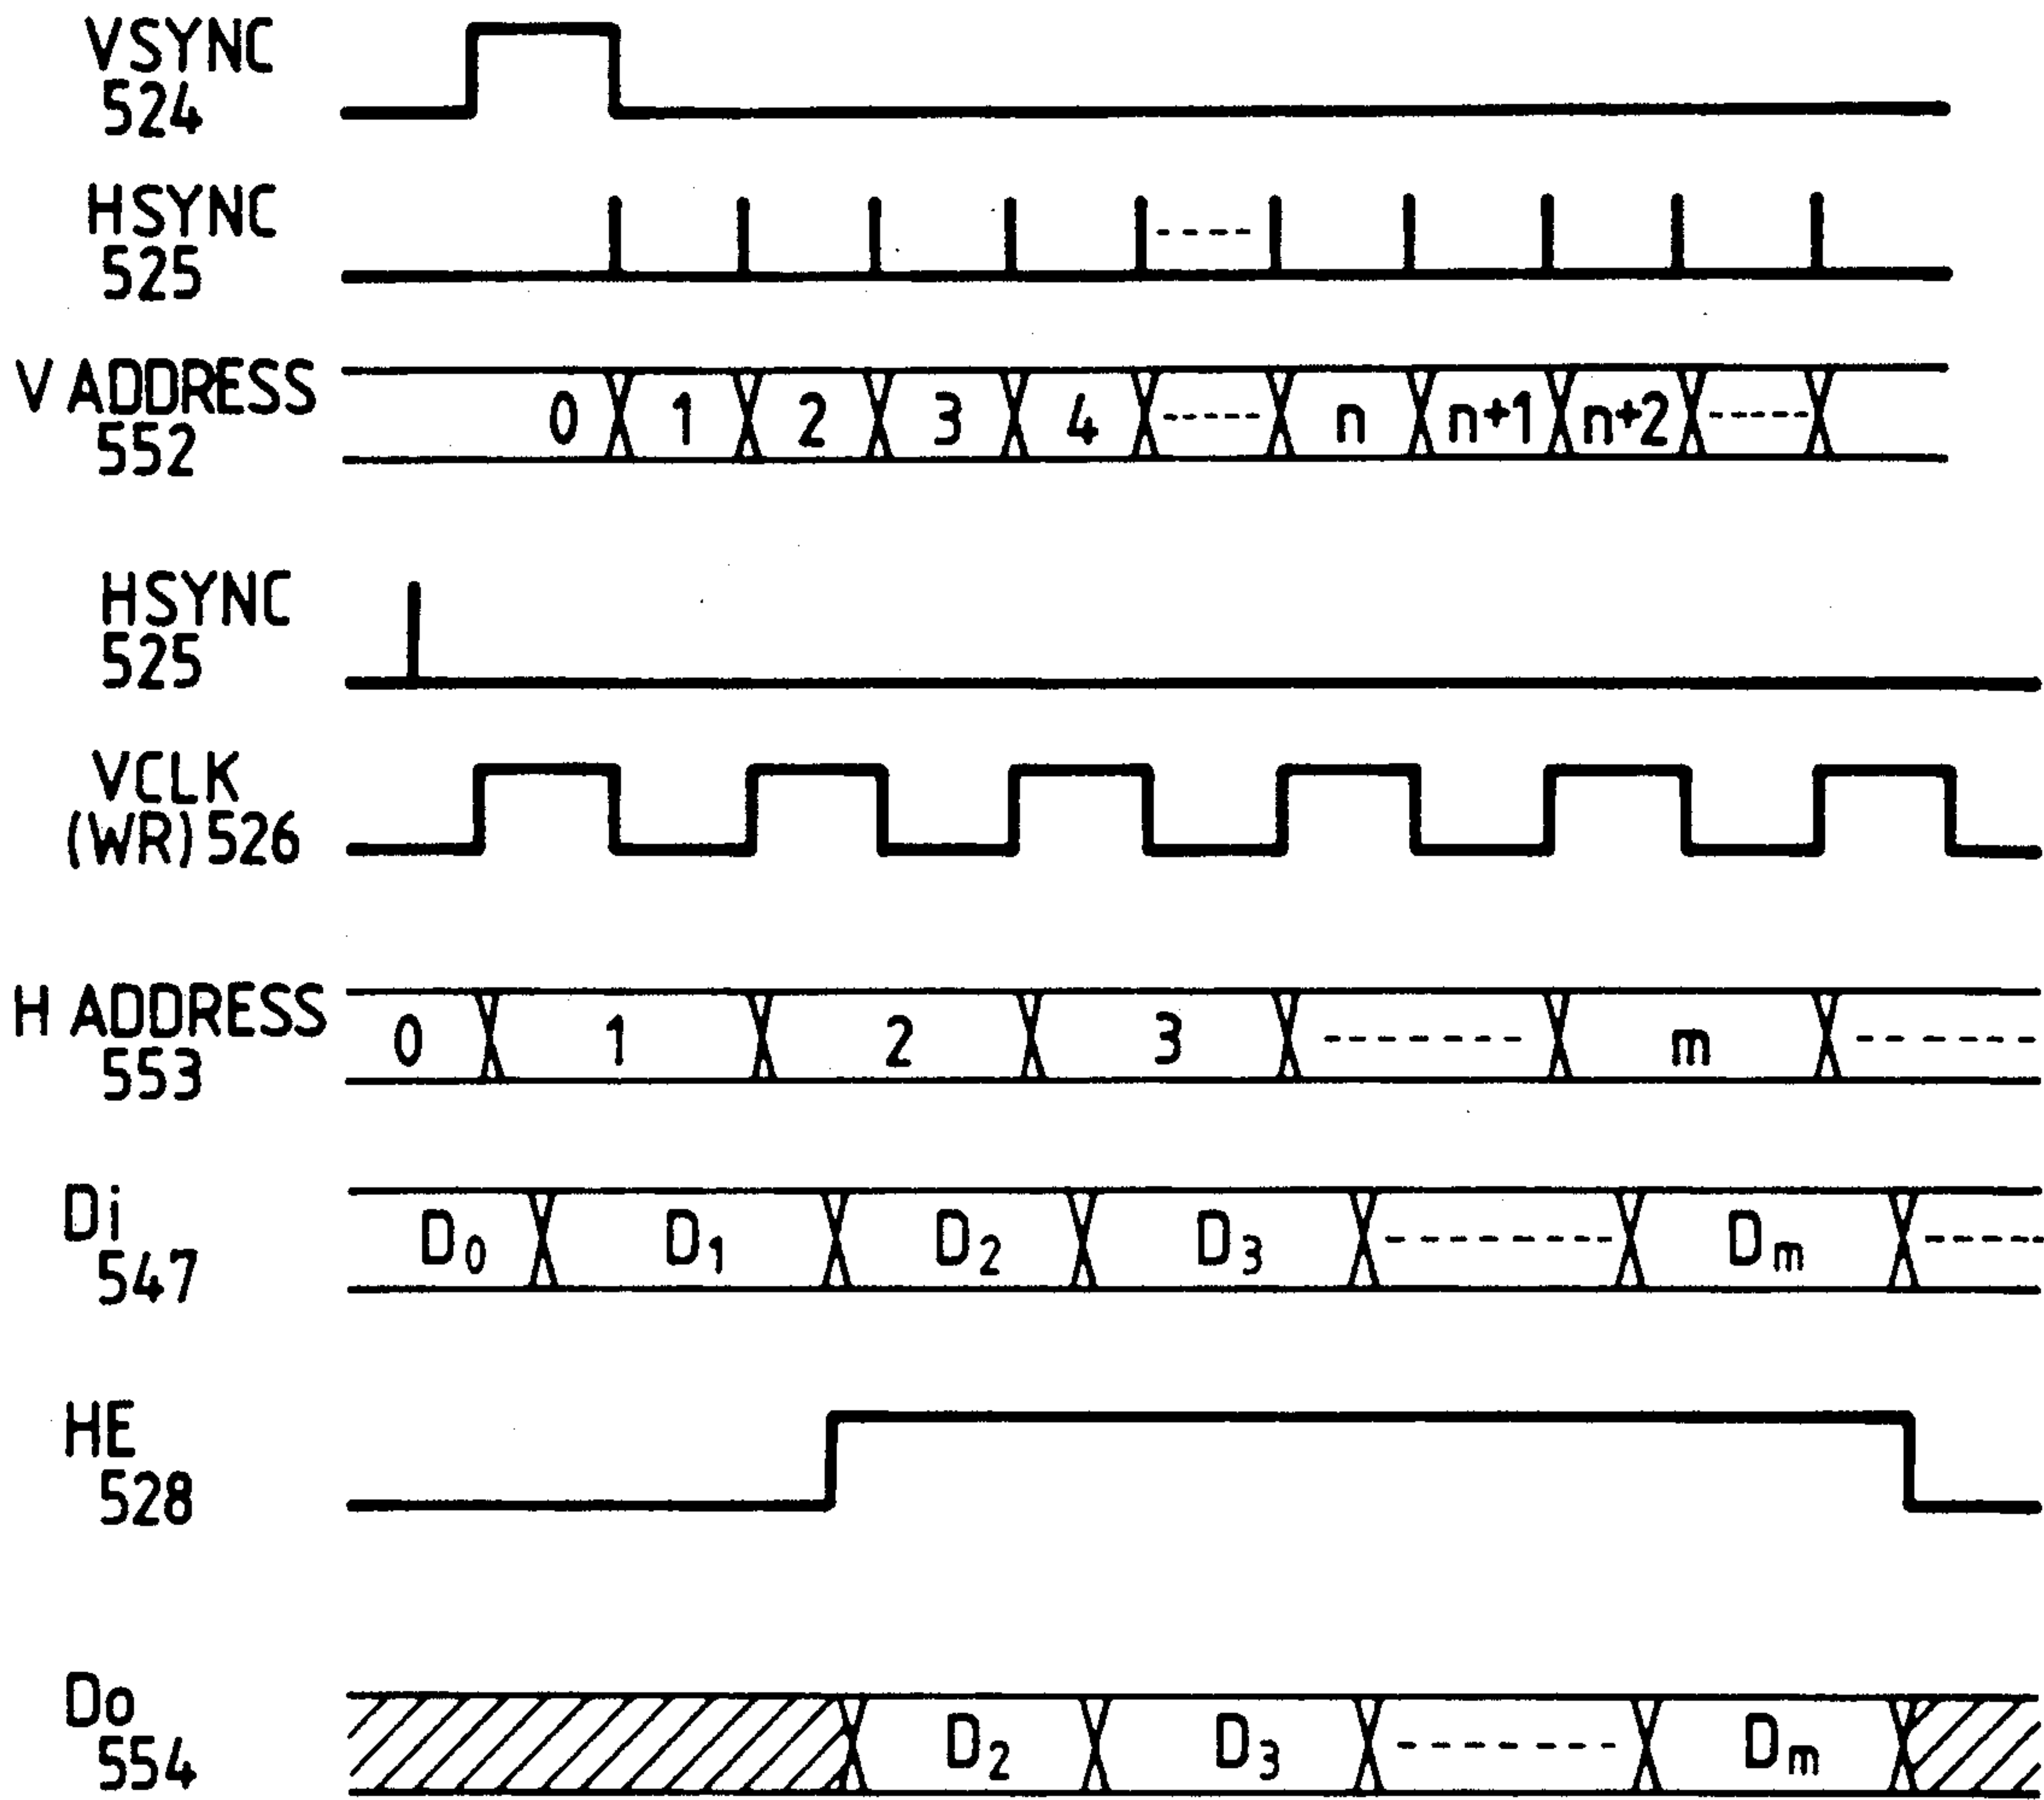 VSYNC
524
HSYNC
525
V ADDRESS
552
0 1 2 3 4 ----- n n+1 n+2 -----
HSYNC
525
VCLK
(WR) 526
H ADDRESS
553
0 1 2 3 -------- m -----
Di
547
D0 D1 D2 D3 -------- Dm -----
HE
528
Do
554
D2 D3 -------- Dm